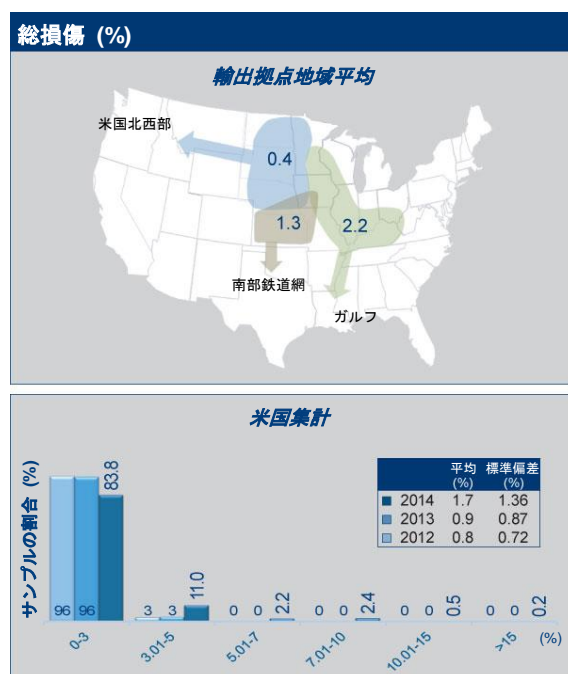 総損傷 (%)
輸出拠点地域平均
米国北西部
0.4
1.3
2.2
南部鉄道網
ガルフ
米国集計
サンプルの割合 (%)
平均 標準偏差
(%) (%)
2014 1.7 1.36
2013 0.9 0.87
2012 0.8 0.72
96 96 83.8
3 3 11.0
0 0 2.2
0 0 2.4
0 0 0.5
0 0 0.2
0-3 3.01-5 5.01-7 7.01-10 10.01-15 >15 (%)